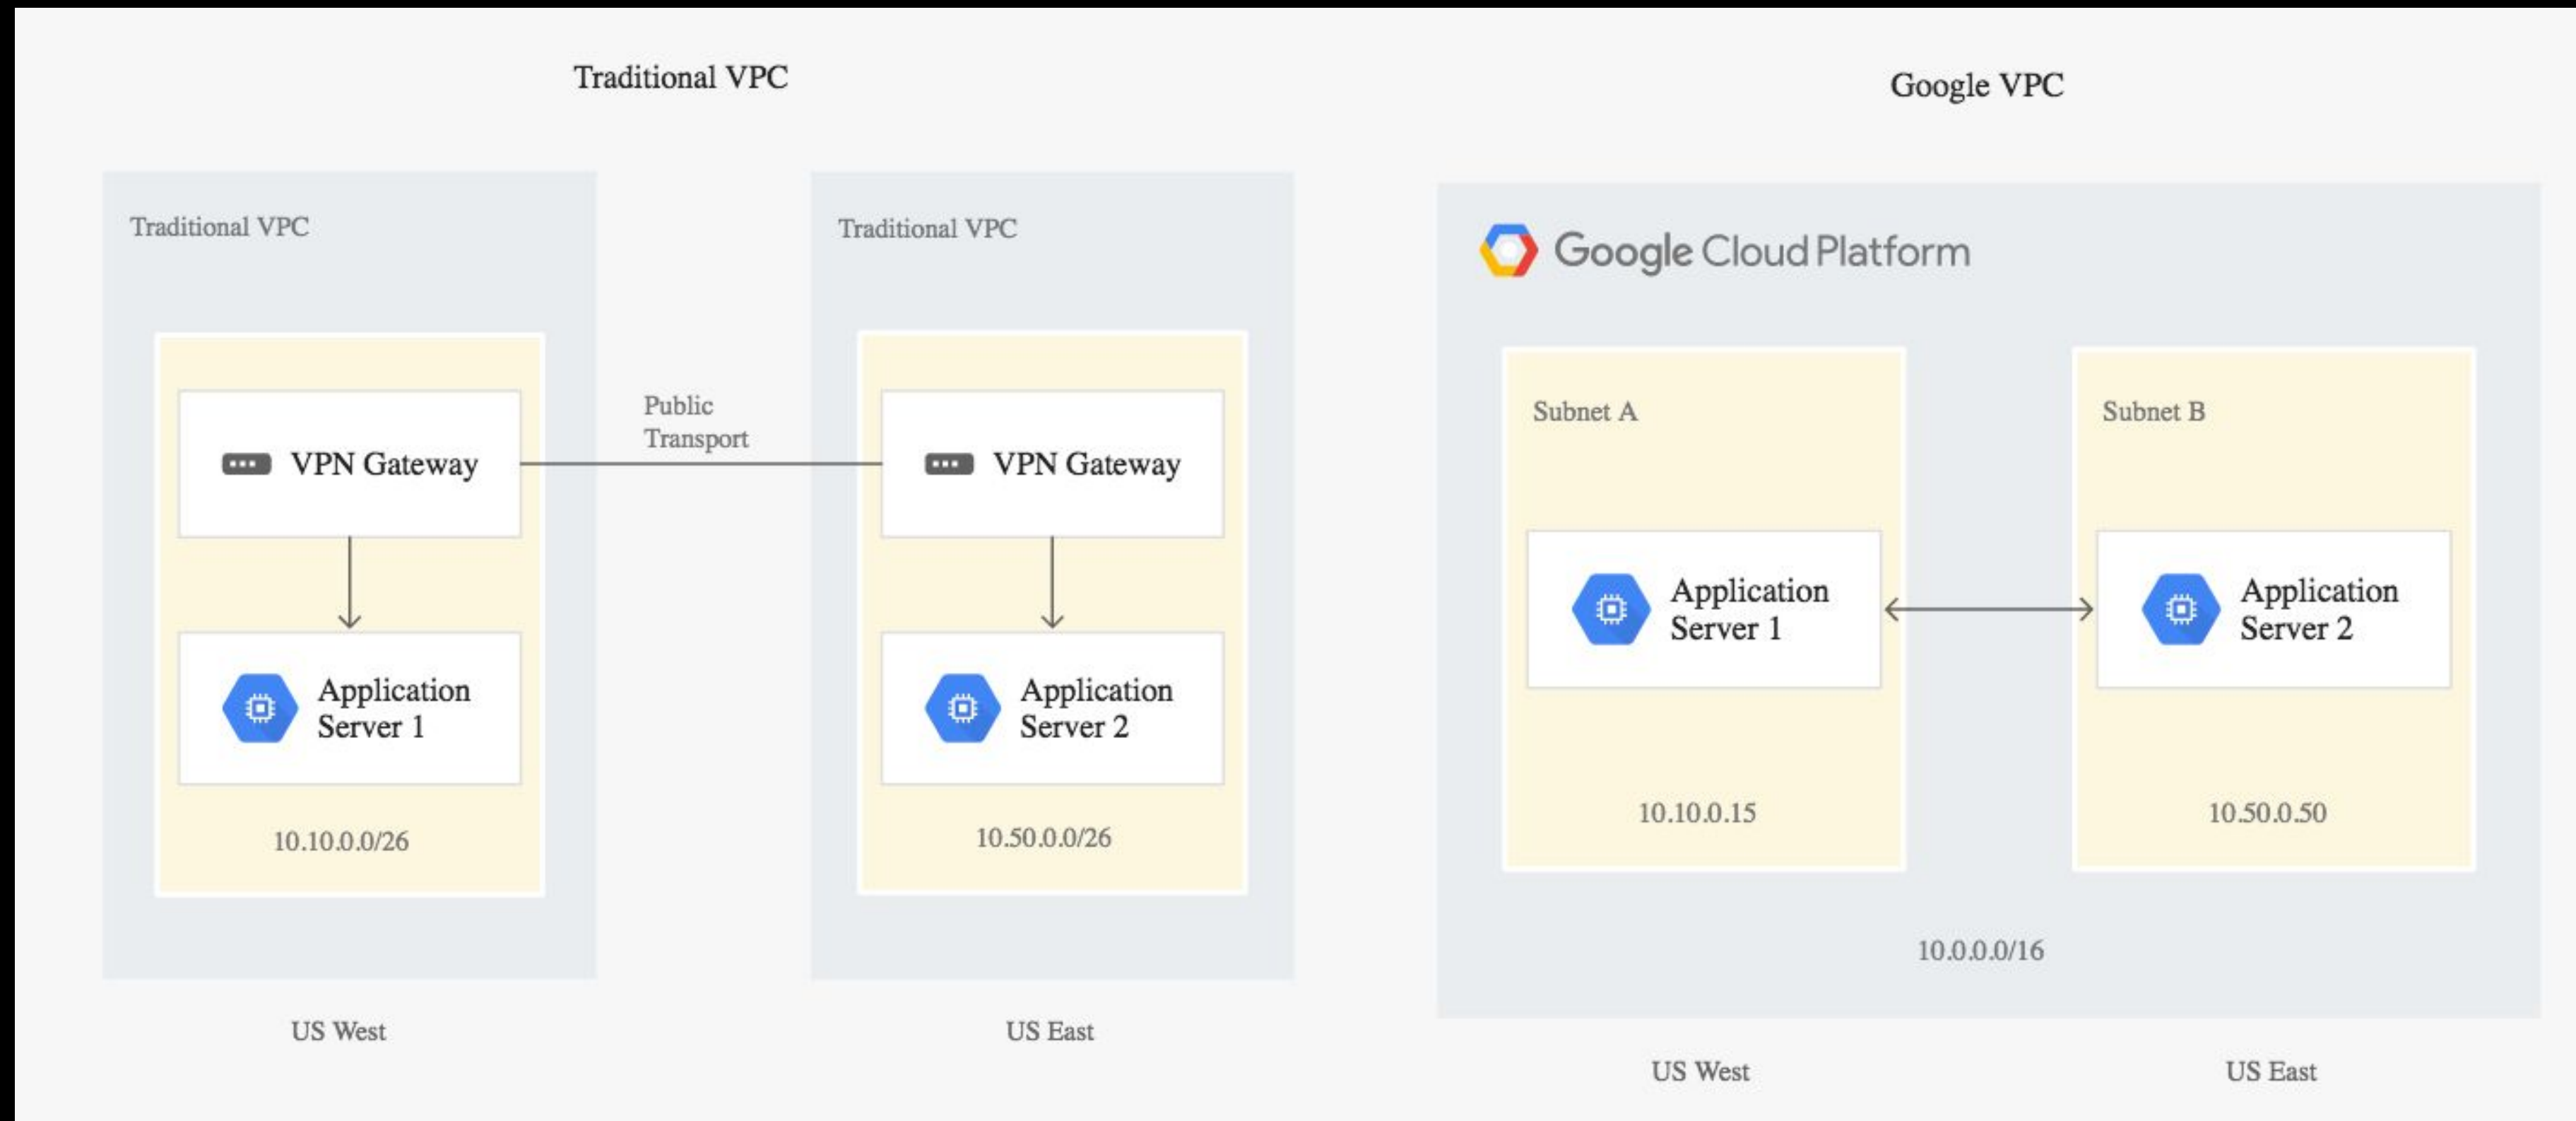 Traditional VPC
Traditional VPC
VPN Gateway
Application
Server 1
10.10.0.0/26
US West
Public
Transport
Traditional VPC
VPN Gateway
Application
Server 2
10.50.0.0/26
US East
Google VPC
Google Cloud Platform
Subnet A
Application
Server 1
10.10.0.15
Subnet B
Application
Server 2
10.50.0.50
10.0.0.0/16
US West
US East